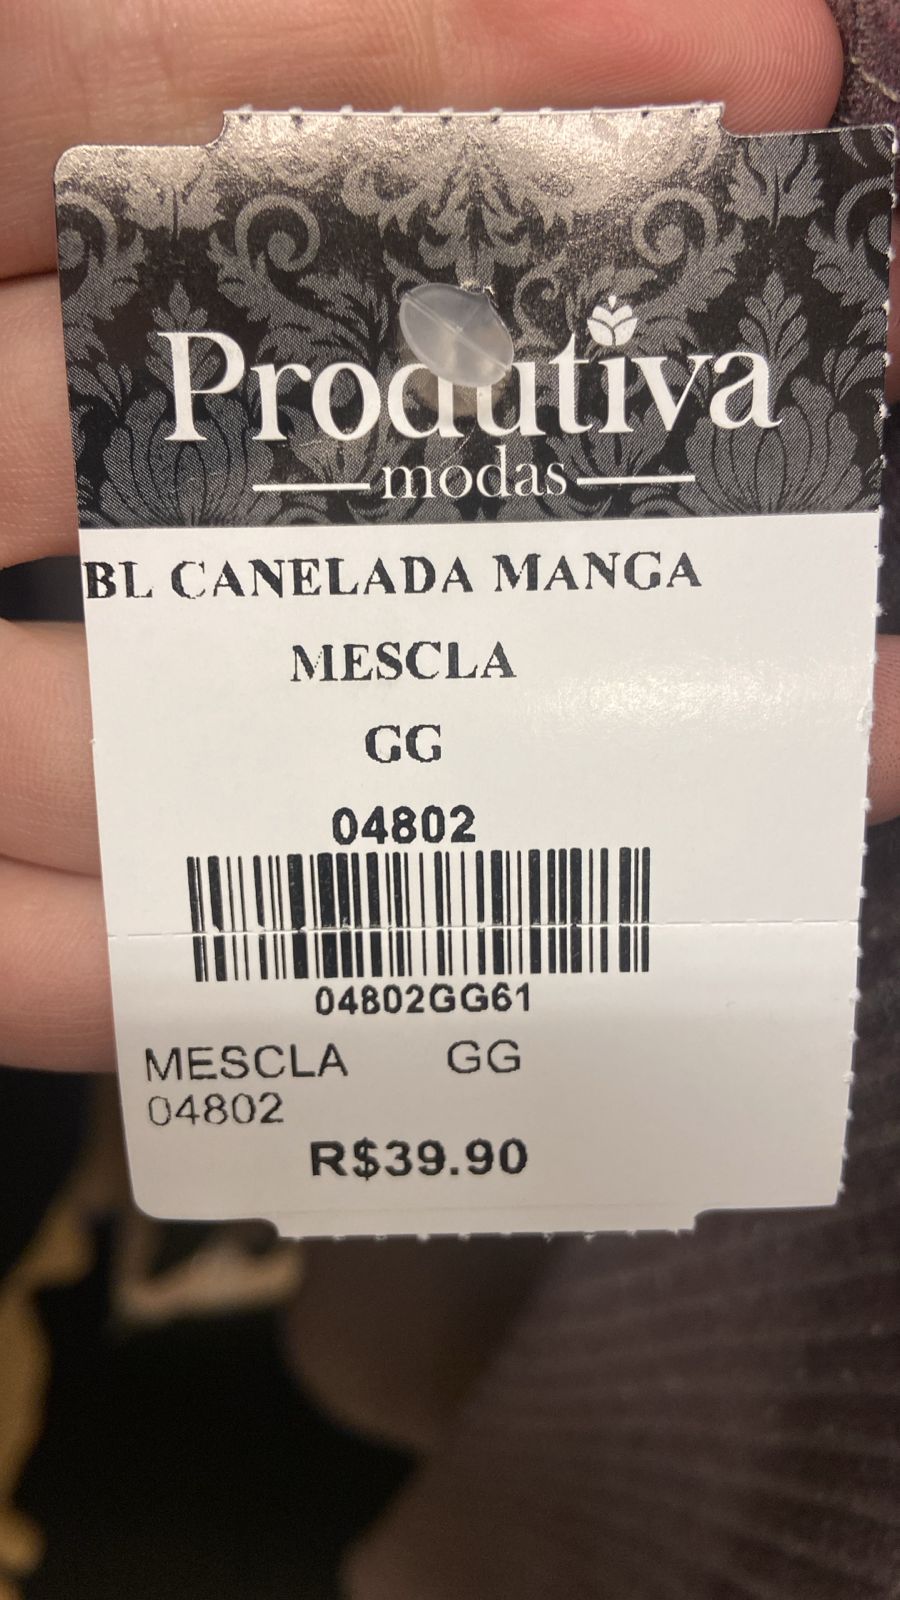 Produtiva
modas
BL CANELADA MANGA
MESCLA
GG
04802
04802GG61
MESCLA GG
04802
R$39.90